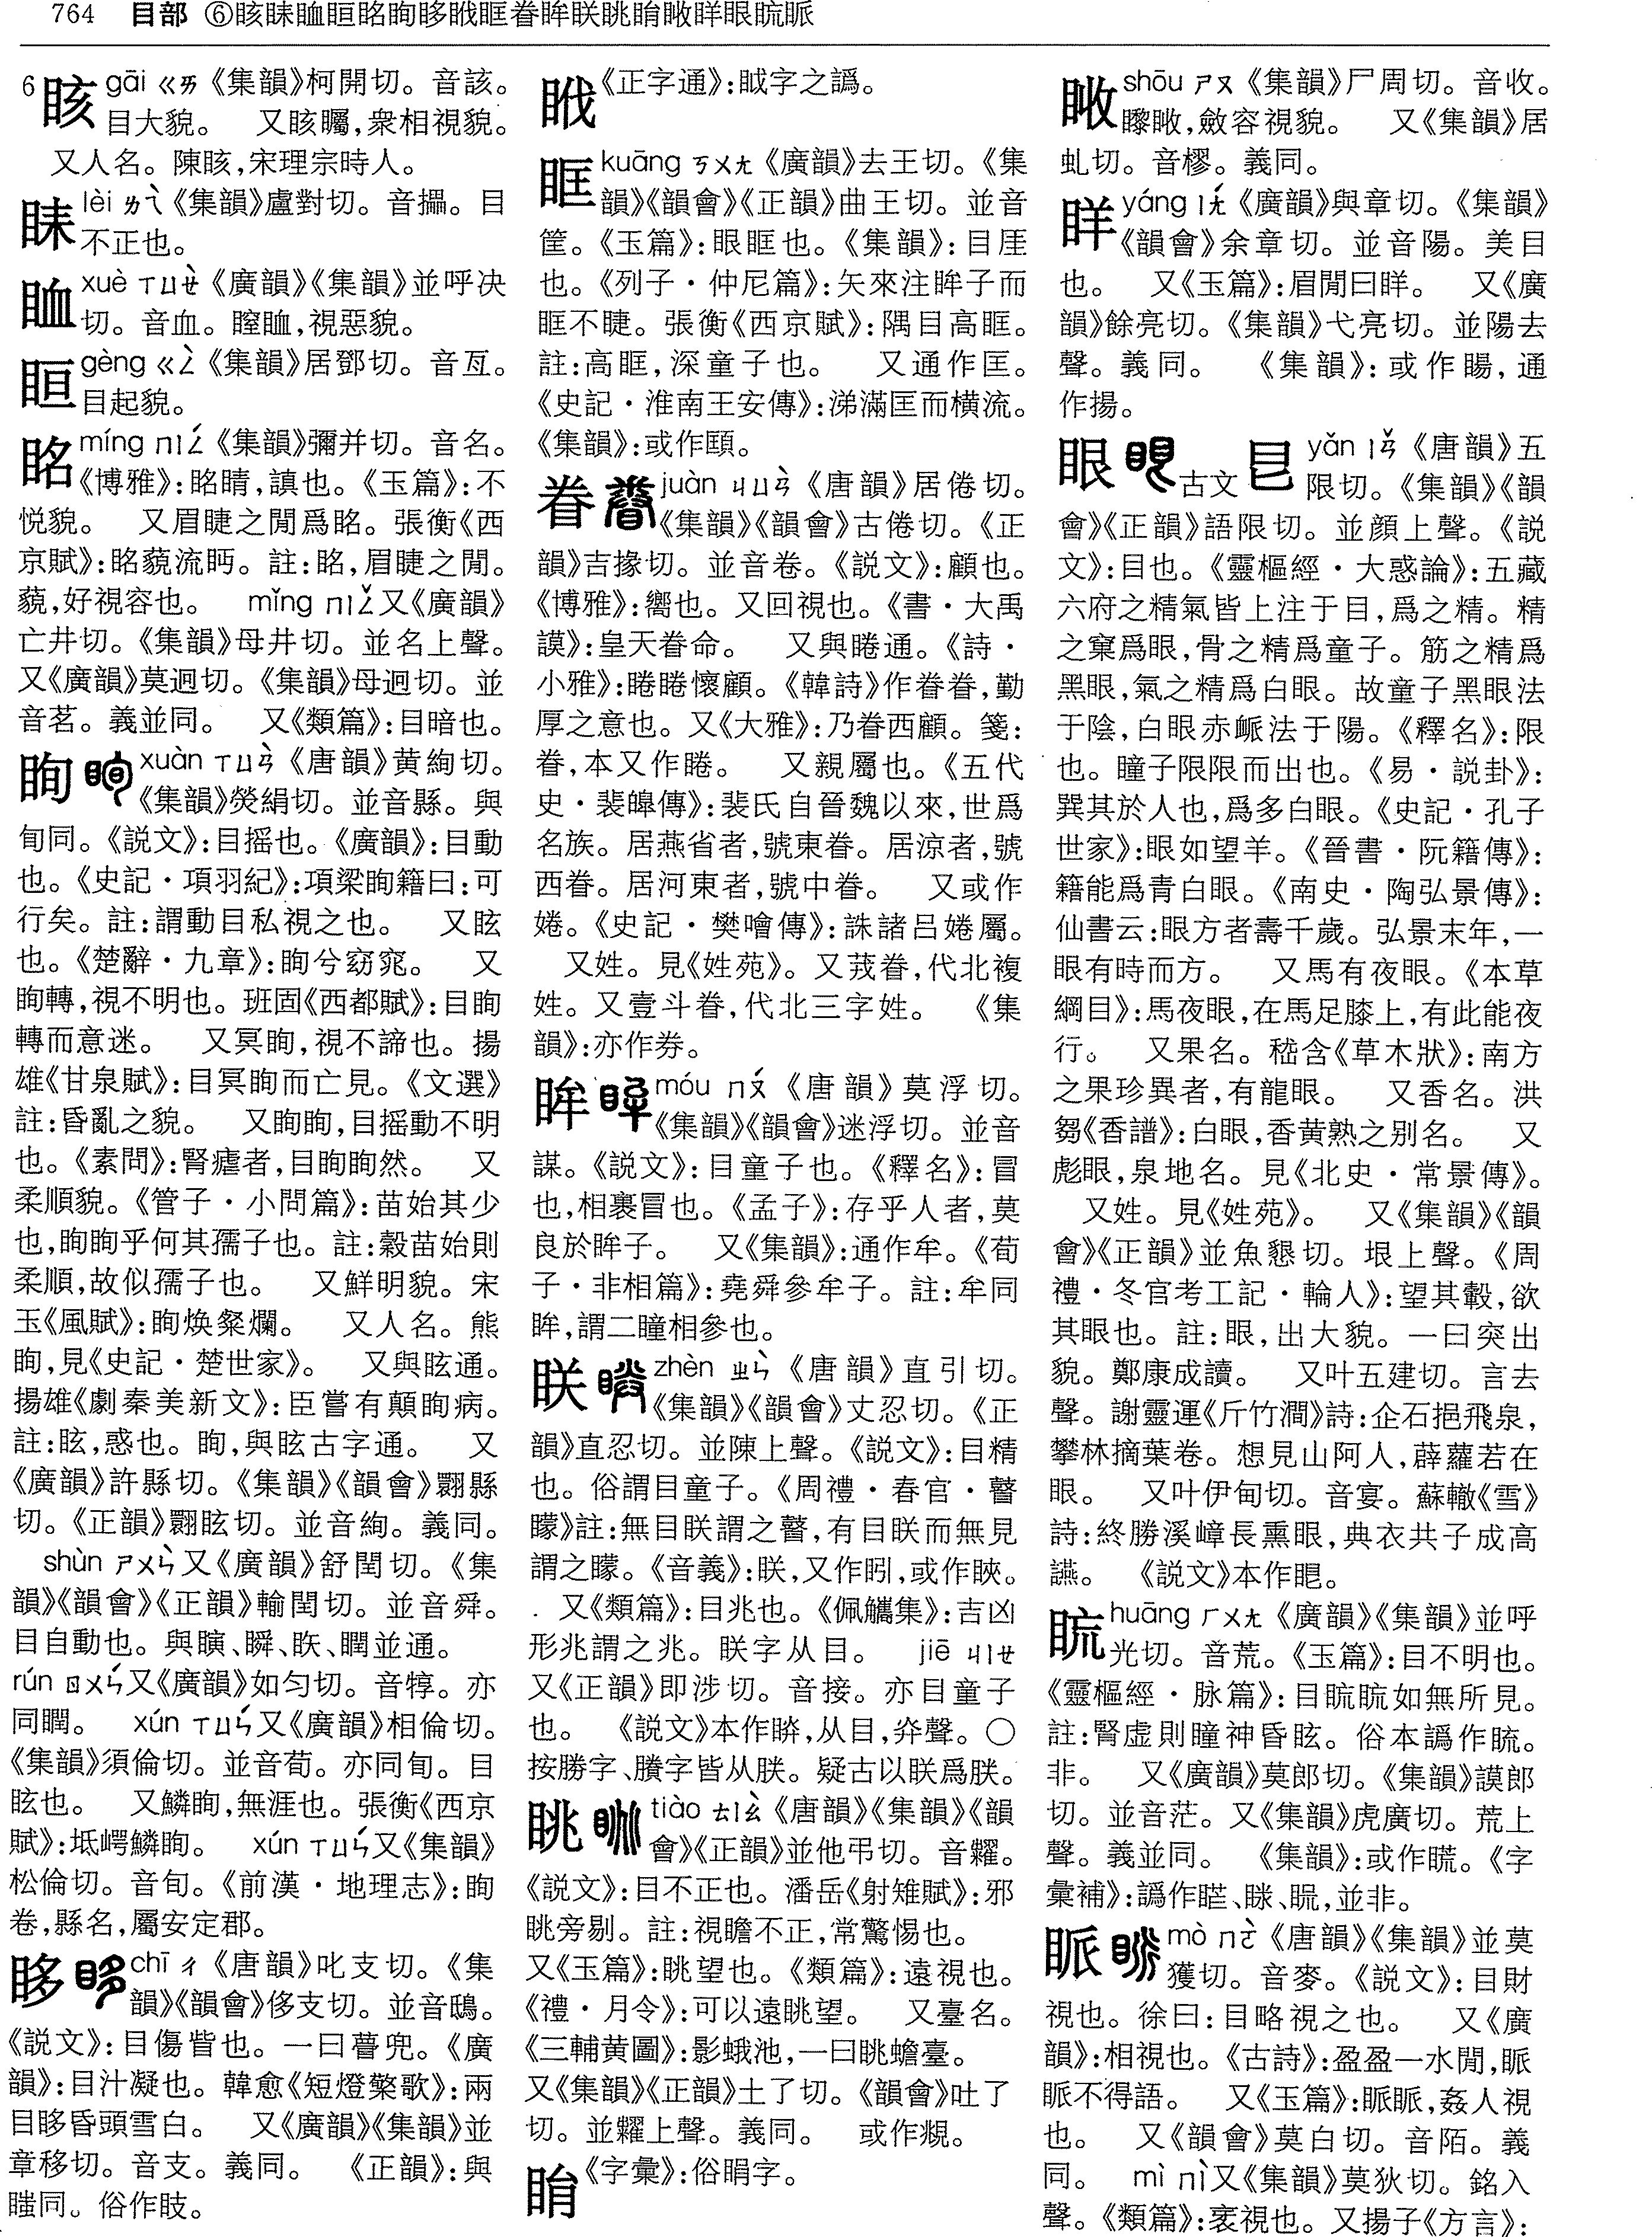 764 目部 ⑥晐眛䀏䀘眳眴眵䀐眶眷眸眹眺睊䀒眻眼䀮眽
6 晐 gāi ㄍㄞ《集韻》柯開切。音該。
目大貌。 又晐矚,衆相視貌。
又人名。陳晐,宋理宗時人。
lèi ㄌㄟˋ《集韻》盧對切。音攂。目
不正也。
xuè ㄒㄩㄝˋ《廣韻》《集韻》並呼决
切。音血。瞠䀏,視惡貌。
gèng ㄍㄥˋ《集韻》居鄧切。音亙。
目起貌。
眳 míng ㄇㄧㄥˊ《集韻》彌并切。音名。
《博雅》:眳睛,謓也。《玉篇》:不
悦貌。 又眉睫之閒爲眳。張衡《西
京賦》:眳藐流眄。註:眳,眉睫之閒。
藐,好視容也。 mǐng ㄇㄧㄥˇ又《廣韻》
亡井切。《集韻》母井切。並名上聲。
又《廣韻》莫迥切。《集韻》母迥切。並
音茗。義並同。 又《類篇》:目暗也。
眴 xuàn ㄒㄩㄢˋ《唐韻》黄絢切。
《集韻》熒絹切。並音縣。與
旬同。《説文》:目摇也。《廣韻》:目動
也。《史記·項羽紀》:項梁眴籍曰:可
行矣。註:謂動目私視之也。 又眩
也。《楚辭·九章》:眴兮窈窕。 又
眴轉,視不明也。班固《西都賦》:目眴
轉而意迷。 又冥眴,視不諦也。揚
雄《甘泉賦》:目冥眴而亡見。《文選》
註:昏亂之貌。 又眴眴,目摇動不明
也。《素問》:腎瘧者,目眴眴然。 又
柔順貌。《管子·小問篇》:苗始其少
也,眴眴乎何其孺子也。註:穀苗始則
柔順,故似孺子也。 又鮮明貌。宋
玉《風賦》:眴焕粲爛。 又人名。熊
眴,見《史記·楚世家》。 又與眩通。
揚雄《劇秦美新文》:臣嘗有顛眴病。
註:眩,惑也。眴,與眩古字通。 又
《廣韻》許縣切。《集韻》《韻會》翾縣
切。《正韻》翾眩切。並音絢。義同。
shùn ㄕㄨㄣˋ又《廣韻》舒閏切。《集
韻》《韻會》《正韻》輸閏切。並音舜。
目自動也。與瞚、瞬、眣、瞤並通。
rún ㄖㄨㄣˊ又《廣韻》如匀切。音犉。亦
同瞤。 xún ㄒㄩㄣˊ又《廣韻》相倫切。
《集韻》須倫切。並音荀。亦同旬。目
眩也。 又鱗眴,無涯也。張衡《西京
賦》:坻崿鱗眴。 xún ㄒㄩㄣˊ又《集韻》
松倫切。音旬。《前漢·地理志》:眴
卷,縣名,屬安定郡。
眵 chī ㄔ《唐韻》叱支切。《集
韻》《韻會》侈支切。並音鴟。
《説文》:目傷眥也。一曰瞢兜。《廣
韻》:目汁凝也。韓愈《短燈檠歌》:兩
目眵昏頭雪白。 又《廣韻》《集韻》並
章移切。音支。義同。 《正韻》:與
同。俗作䀢。
《正字通》:眓字之譌。
眶 kuāng ㄎㄨㄤ《廣韻》去王切。《集
韻》《韻會》《正韻》曲王切。並音
筐。《玉篇》:眼眶也。《集韻》:目厓
也。《列子·仲尼篇》:矢來注眸子而
眶不睫。張衡《西京賦》:隅目高眶。
註:高眶,深童子也。 又通作匡。
《史記·淮南王安傳》:涕滿匡而横流。
《集韻》:或作䫻。
眷 juàn ㄐㄩㄢˋ《唐韻》居倦切。
《集韻》《韻會》古倦切。《正
韻》吉掾切。並音卷。《説文》:顧也。
《博雅》:嚮也。又回視也。《書·大禹
謨》:皇天眷命。 又與睠通。《詩·
小雅》:睠睠懷顧。《韓詩》作眷眷,勤
厚之意也。又《大雅》:乃眷西顧。箋:
眷,本又作睠。 又親屬也。《五代
史·裴皞傳》:裴氏自晉魏以來,世爲
名族。居燕省者,號東眷。居凉者,號
西眷。居河東者,號中眷。 又或作
婘。《史記·樊噲傳》:誅諸吕婘屬。
又姓。見《姓苑》。又茂眷,代北複
姓。又壹斗眷,代北三字姓。 《集
韻》:亦作券。
眸 móu ㄇㄡˊ《唐韻》莫浮切。
《集韻》《韻會》迷浮切。並音
謀。《説文》:目童子也。《釋名》:冒
也,相裹冒也。《孟子》:存乎人者,莫
良於眸子。 又《集韻》:通作牟。《荀
子·非相篇》:堯舜參牟子。註:牟同
眸,謂二瞳相參也。
眹 zhèn ㄓㄣˋ《唐韻》直引切。
《集韻》《韻會》丈忍切。《正
韻》直忍切。並陳上聲。《説文》:目精
也。俗謂目童子。《周禮·春官·瞽
矇》註:無目眹謂之瞽,有目眹而無見
謂之矇。《音義》:眹,又作䀕,或作䀹。
又《類篇》:目兆也。《佩觿集》:吉凶
形兆謂之兆。眹字从目。 jiē ㄐㄧㄝ
又《正韻》即涉切。音接。亦目童子
也。 《説文》本作䀼,从目,灷聲。○
按勝字、騰字皆从朕。疑古以眹爲朕。
眺 tiào ㄊㄧㄠˋ《唐韻》《集韻》《韻
會》《正韻》並他弔切。音糶。
《説文》:目不正也。潘岳《射雉賦》:邪
眺旁剔。註:視瞻不正,常驚惕也。
又《玉篇》:眺望也。《類篇》:遠視也。
《禮·月令》:可以遠眺望。 又臺名。
《三輔黄圖》:影蛾池,一曰眺蟾臺。
又《集韻》《正韻》土了切。《韻會》吐了
切。並糶上聲。義同。 或作覜。
《字彙》:俗睊字。
shōu ㄕㄡ《集韻》尸周切。音收。
䁱,斂容視貌。 又《集韻》居
虬切。音樛。義同。
眻 yáng ㄧㄤˊ《廣韻》與章切。《集韻》
《韻會》余章切。並音陽。美目
也。 又《玉篇》:眉閒曰眻。 又《廣
韻》餘亮切。《集韻》弋亮切。並陽去
聲。義同。 《集韻》:或作暘,通
作揚。
眼 古文 皀 yǎn ㄧㄢˇ《唐韻》五
限切。《集韻》《韻
會》《正韻》語限切。並顔上聲。《説
文》:目也。《靈樞經·大惑論》:五藏
六府之精氣皆上注于目,爲之精。精
之窠爲眼,骨之精爲童子。筋之精爲
黑眼,氣之精爲白眼。故童子黑眼法
于陰,白眼赤衇法于陽。《釋名》:限
也。瞳子限限而出也。《易·説卦》:
巽其於人也,爲多白眼。《史記·孔子
世家》:眼如望羊。《晉書·阮籍傳》:
籍能爲青白眼。《南史·陶弘景傳》:
仙書云:眼方者壽千歲。弘景末年,一
眼有時而方。 又馬有夜眼。《本草
綱目》:馬夜眼,在馬足膝上,有此能夜
行。 又果名。嵇含《草木狀》:南方
之果珍異者,有龍眼。 又香名。洪
芻《香譜》:白眼,香黄熟之别名。 又
彪眼,泉地名。見《北史·常景傳》。
又姓。見《姓苑》。 又《集韻》《韻
會》《正韻》並魚懇切。垠上聲。《周
禮·冬官考工記·輪人》:望其轂,欲
其眼也。註:眼,出大貌。一曰突出
貌。鄭康成讀。 又叶五建切。言去
聲。謝靈運《斤竹澗》詩:企石挹飛泉,
攀林摘葉卷。想見山阿人,薜蘿若在
眼。 又叶伊甸切。音宴。蘇轍《雪》
詩:終勝溪嶂長熏眼,典衣共子成高
讌。 《説文》本作䀶。
䀮 huāng ㄏㄨㄤ《廣韻》《集韻》並呼
光切。音荒。《玉篇》:目不明也。
《靈樞經·脉篇》:目䀮䀮如無所見。
註:腎虚則瞳神昏眩。俗本譌作䀮。
非。 又《廣韻》莫郎切。《集韻》謨郎
切。並音茫。又《集韻》虎廣切。荒上
聲。義並同。 《集韻》:或作䁜。《字
彙補》:譌作䀮、眯、睆,並非。
眽 mò ㄇㄛˋ《唐韻》《集韻》並莫
獲切。音麥。《説文》:目財
視也。徐曰:目略視之也。 又《廣
韻》:相視也。《古詩》:盈盈一水閒,眽
眽不得語。 又《玉篇》:眽眽,姦人視
也。 又《韻會》莫白切。音陌。義
同。 mì ㄇㄧˋ又《集韻》莫狄切。銘入
聲。《類篇》:衺視也。又揚子《方言》: